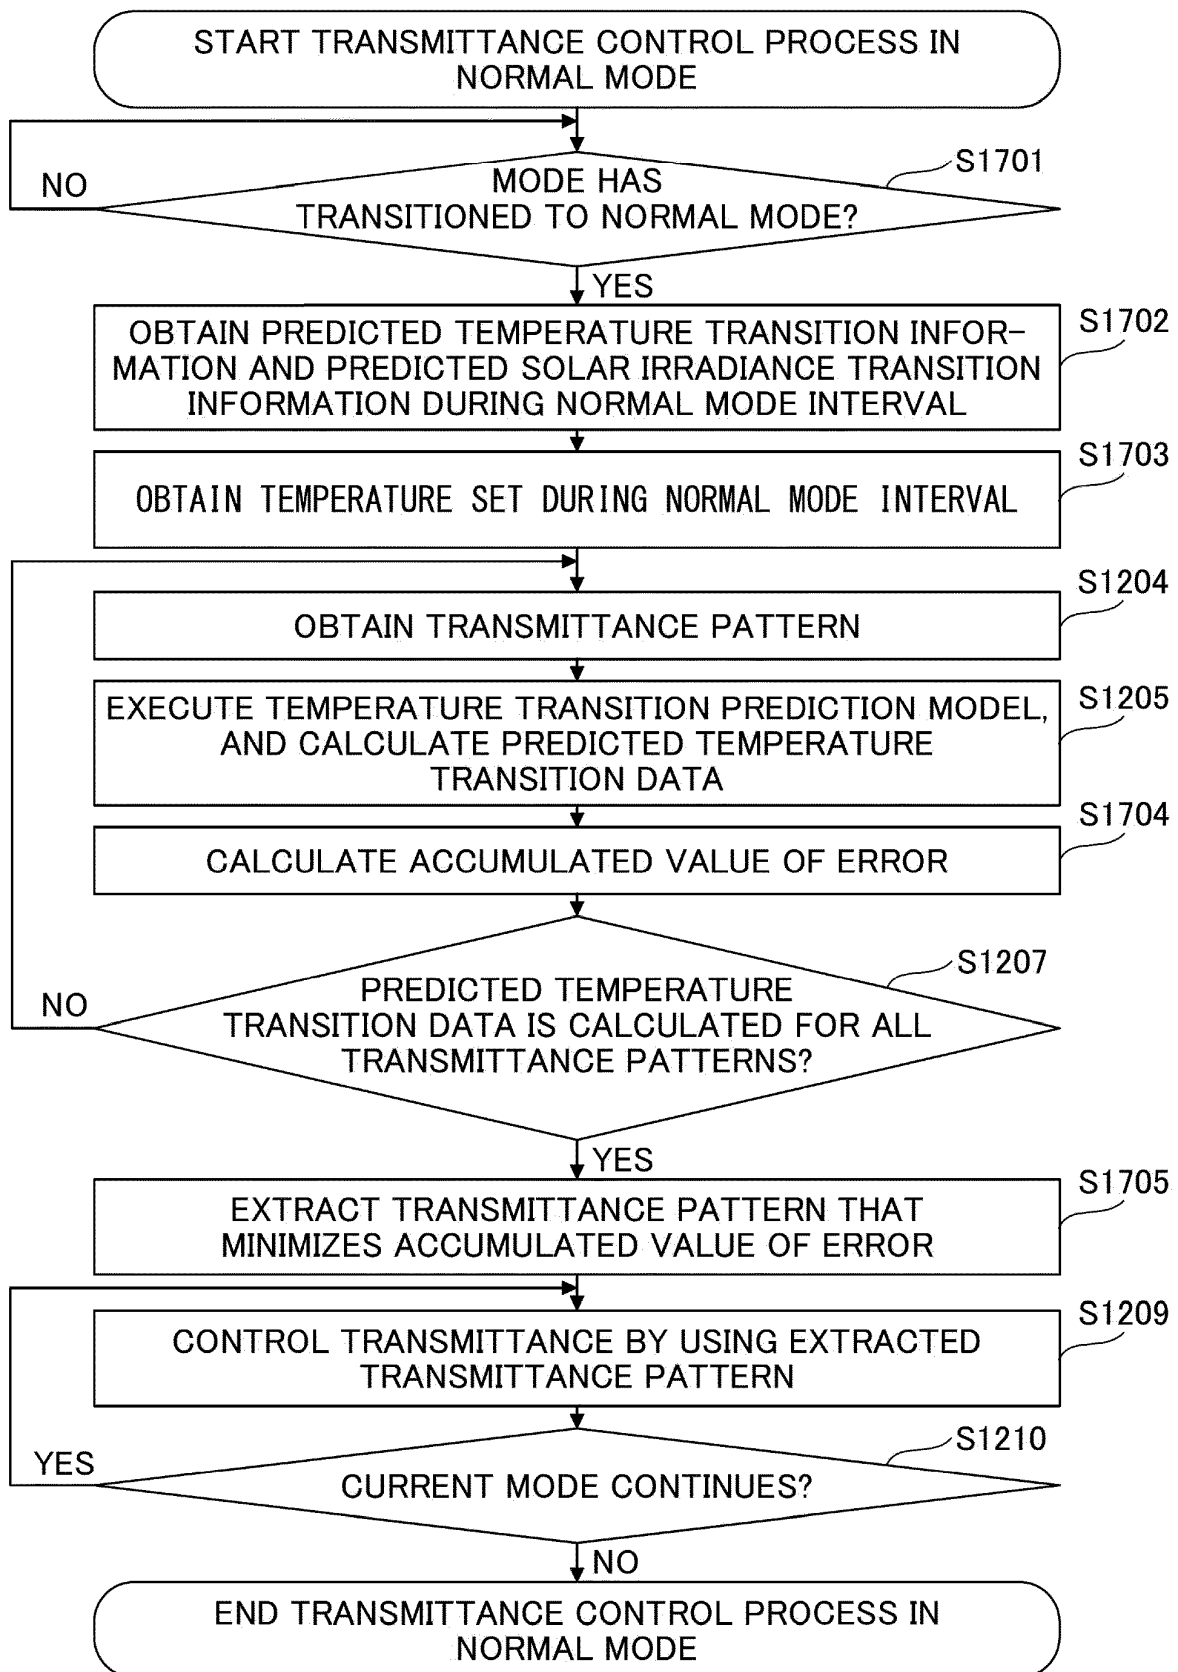 START TRANSMITTANCE CONTROL PROCESS IN
NORMAL MODE
S1701
NO
MODE HAS
TRANSITIONED TO NORMAL MODE?
YES
S1702
OBTAIN PREDICTED TEMPERATURE TRANSITION INFOR-
MATION AND PREDICTED SOLAR IRRADIANCE TRANSITION
INFORMATION DURING NORMAL MODE INTERVAL
S1703
OBTAIN TEMPERATURE SET DURING NORMAL MODE INTERVAL
S1204
OBTAIN TRANSMITTANCE PATTERN
S1205
EXECUTE TEMPERATURE TRANSITION PREDICTION MODEL,
AND CALCULATE PREDICTED TEMPERATURE
TRANSITION DATA
S1704
CALCULATE ACCUMULATED VALUE OF ERROR
S1207
NO
PREDICTED TEMPERATURE
TRANSITION DATA IS CALCULATED FOR ALL
TRANSMITTANCE PATTERNS?
YES
S1705
EXTRACT TRANSMITTANCE PATTERN THAT
MINIMIZES ACCUMULATED VALUE OF ERROR
S1209
CONTROL TRANSMITTANCE BY USING EXTRACTED
TRANSMITTANCE PATTERN
S1210
YES
CURRENT MODE CONTINUES?
NO
END TRANSMITTANCE CONTROL PROCESS IN
NORMAL MODE